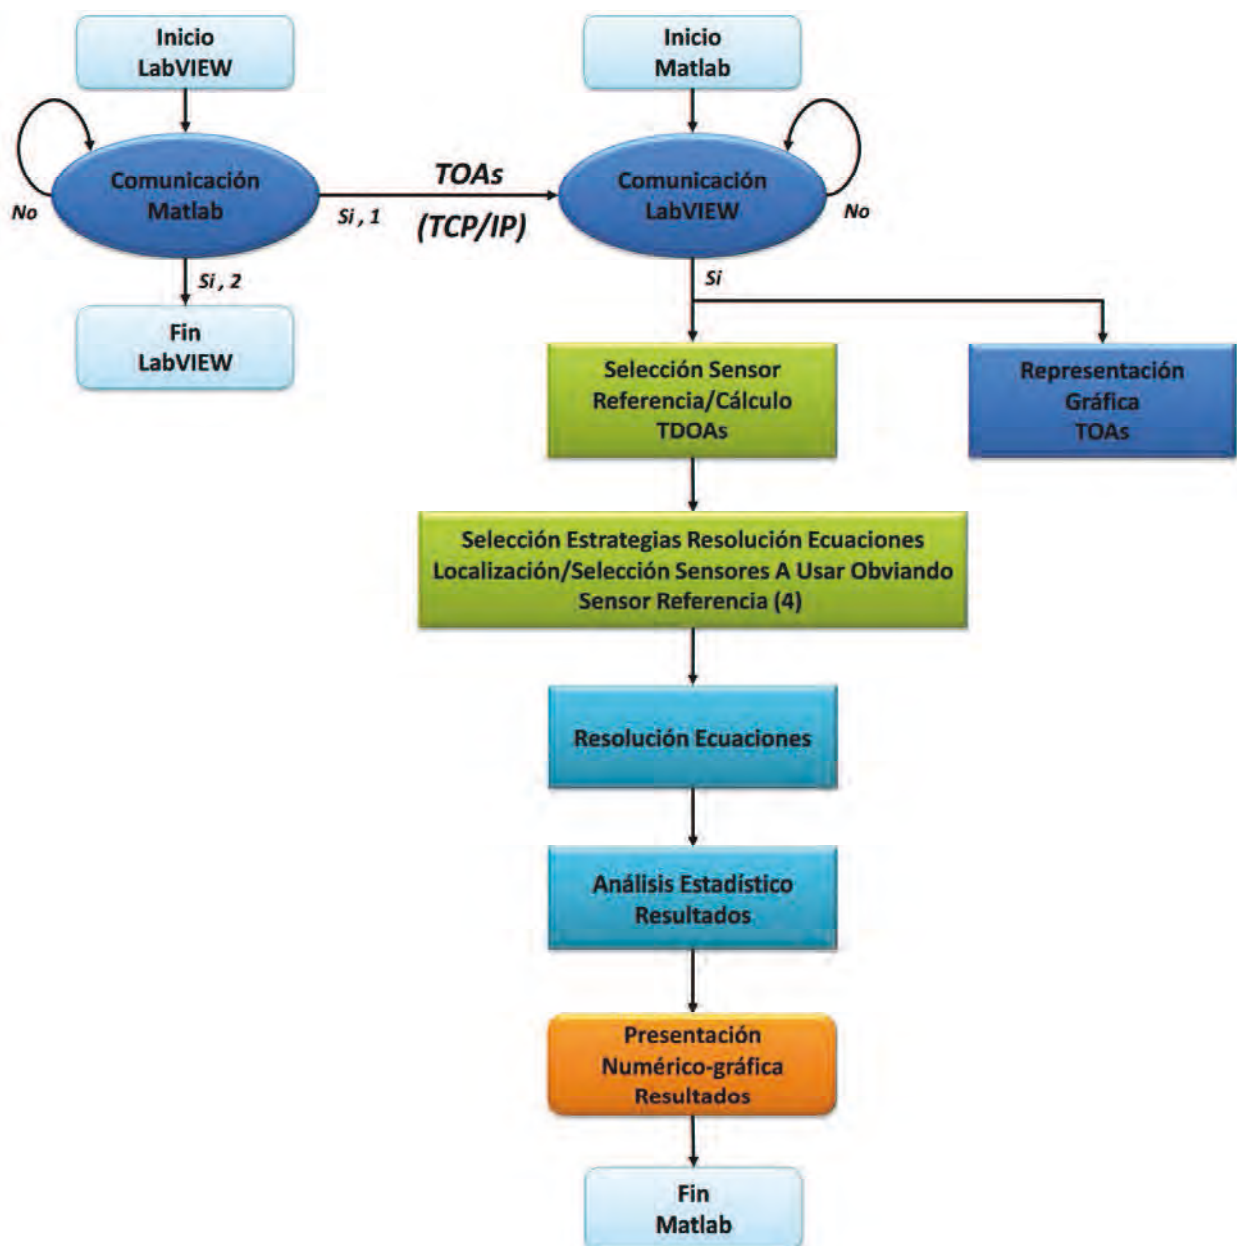 Inicio
LabVIEW
Inicio
Matlab
Comunicación
Matlab
No
Si , 1
TOAs
(TCP/IP)
Comunicación
LabVIEW
No
Si , 2
Si
Fin
LabVIEW
Selección Sensor
Referencia/Cálculo
TDOAs
Representación
Gráfica
TOAs
Selección Estrategias Resolución Ecuaciones
Localización/Selección Sensores A Usar Obviando
Sensor Referencia (4)
Resolución Ecuaciones
Análisis Estadístico
Resultados
Presentación
Numérico-gráfica
Resultados
Fin
Matlab